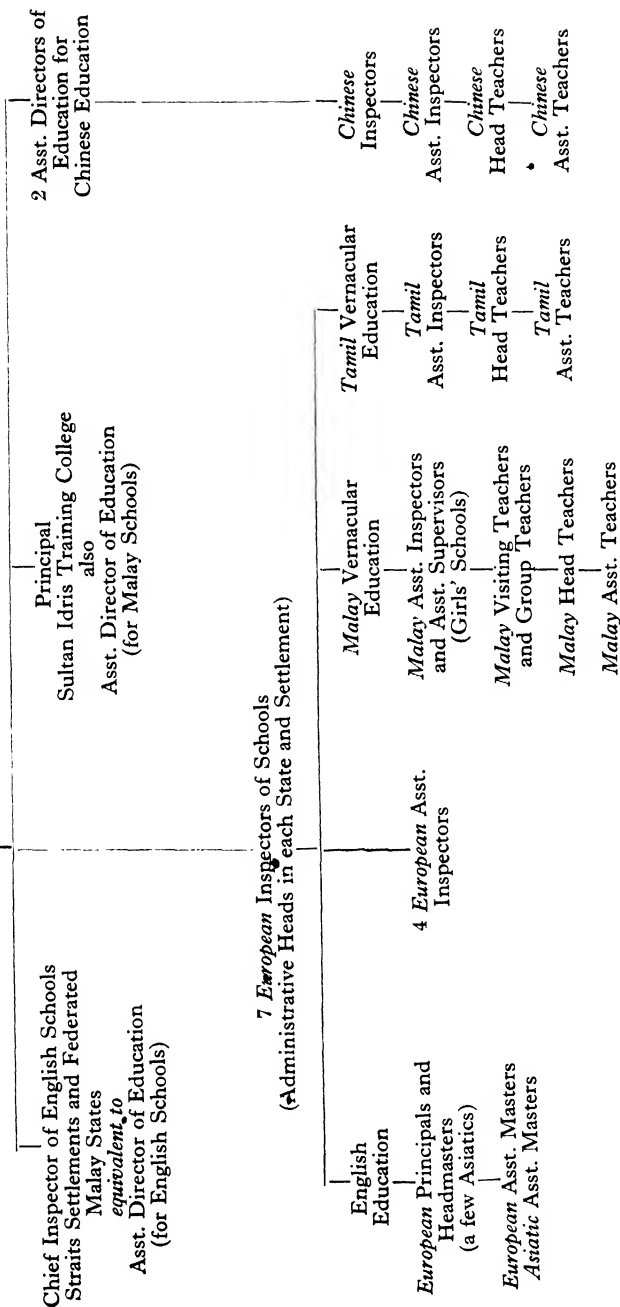 Chief Inspector of English Schools
Straits Settlements and Federated
Malay States
equivalent to
Asst. Director of Education
(for English Schools)
Principal
Sultan Idris Training College
also
Asst. Director of Education
(for Malay Schools)
2 Asst. Directors of
Education for
Chinese Education
7 European Inspectors of Schools
(Administrative Heads in each State and Settlement)
English
Education
European Principals and
Headmasters
(a few Asiatics)
European Asst. Masters
Asiatic Asst. Masters
4 European Asst.
Inspectors
Malay Vernacular
Education
Malay Asst. Inspectors
and Asst. Supervisors
(Girls' Schools)
Malay Visiting Teachers
and Group Teachers
Malay Head Teachers
Malay Asst. Teachers
Tamil Vernacular
Education
Tamil
Asst. Inspectors
Tamil
Head Teachers
Tamil
Asst. Teachers
Chinese
Inspectors
Chinese
Asst. Inspectors
Chinese
Head Teachers
Chinese
Asst. Teachers